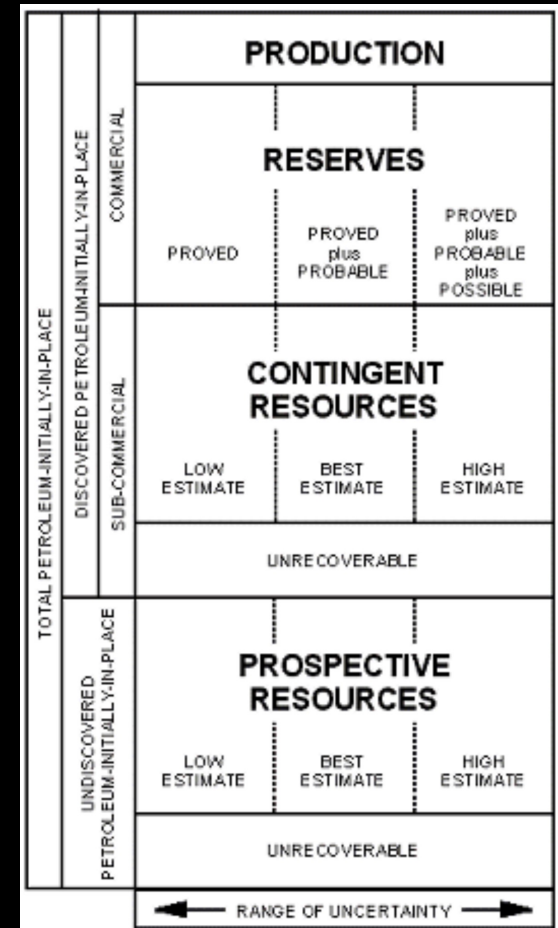 TOTAL PETROLEUM-INITIALLY-IN-PLACE
DISCOVERED PETROLEUM-INITIALLY-IN-PLACE
COMMERCIAL
PRODUCTION
RESERVES
PROVED
PROVED
plus
PROBABLE
PROVED
plus
PROBABLE
plus
POSSIBLE
SUB-COMMERCIAL
CONTINGENT
RESOURCES
LOW
ESTIMATE
BEST
ESTIMATE
HIGH
ESTIMATE
UNRECOVERABLE
UNDISCOVERED
PETROLEUM-INITIALLY-IN-PLACE
PROSPECTIVE
RESOURCES
LOW
ESTIMATE
BEST
ESTIMATE
HIGH
ESTIMATE
UNRECOVERABLE
RANGE OF UNCERTAINTY